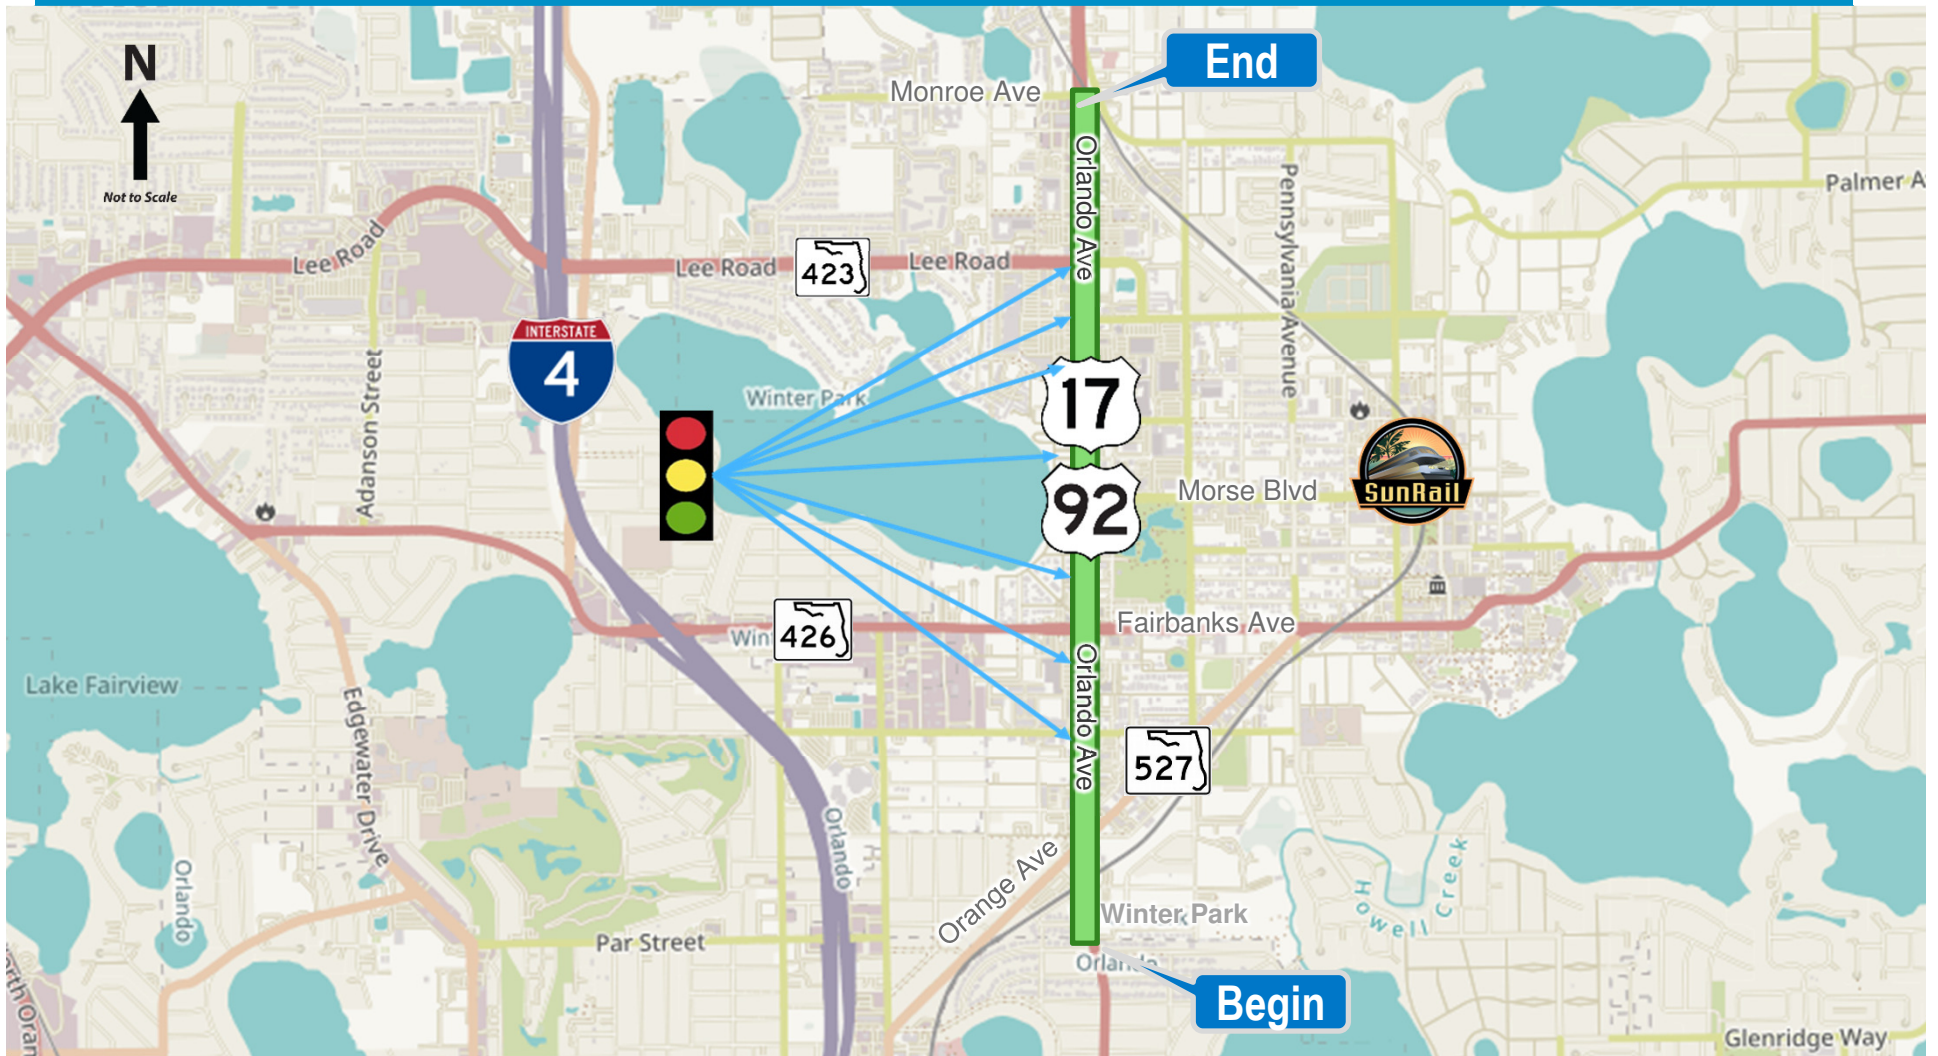 N
Not to Scale
End
Monroe Ave
Orlando Ave
Pennsylvania Avenue
Palmer A
Lee Road
Lee Road
423
Lee Road
INTERSTATE
4
Adanson Street
Winter Park
17
92
Morse Blvd
SunRail
Fairbanks Ave
426
Lake Fairview
Edgewater Drive
Orlando Ave
527
Orlando
Orlando
Orange Ave
Howell Creek
Winter Park
Par Street
Orlando
Begin
Glenridge Way